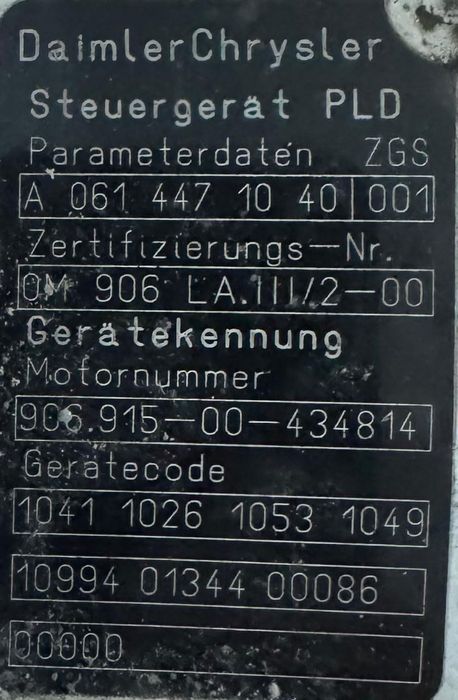 DaimlerChrysler
Steuergerät PLD
Parameterdaten ZGS
A 061 447 10 40 001
Zertifizierungs-Nr.
OM 906 LA.III/2-00
Gerätekennung
Motornummer
906.915.-00-434814
Gerätecode
1041 1026 1053 1049
10994 01344 00086
00000